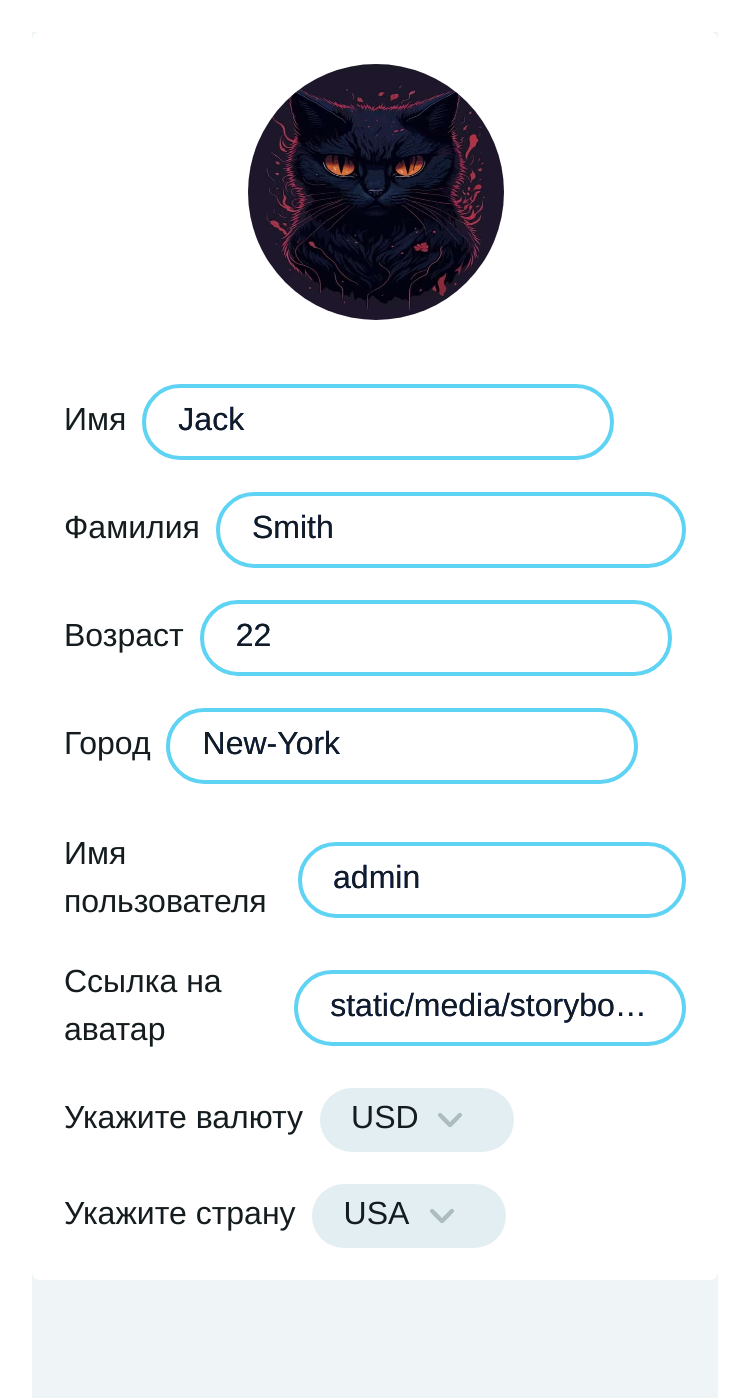 Имя Jack
Фамилия Smith
Возраст 22
Город New-York
Имя
пользователя admin
Ссылка на
аватар static/media/storybo…
Укажите валюту USD
Укажите страну USA